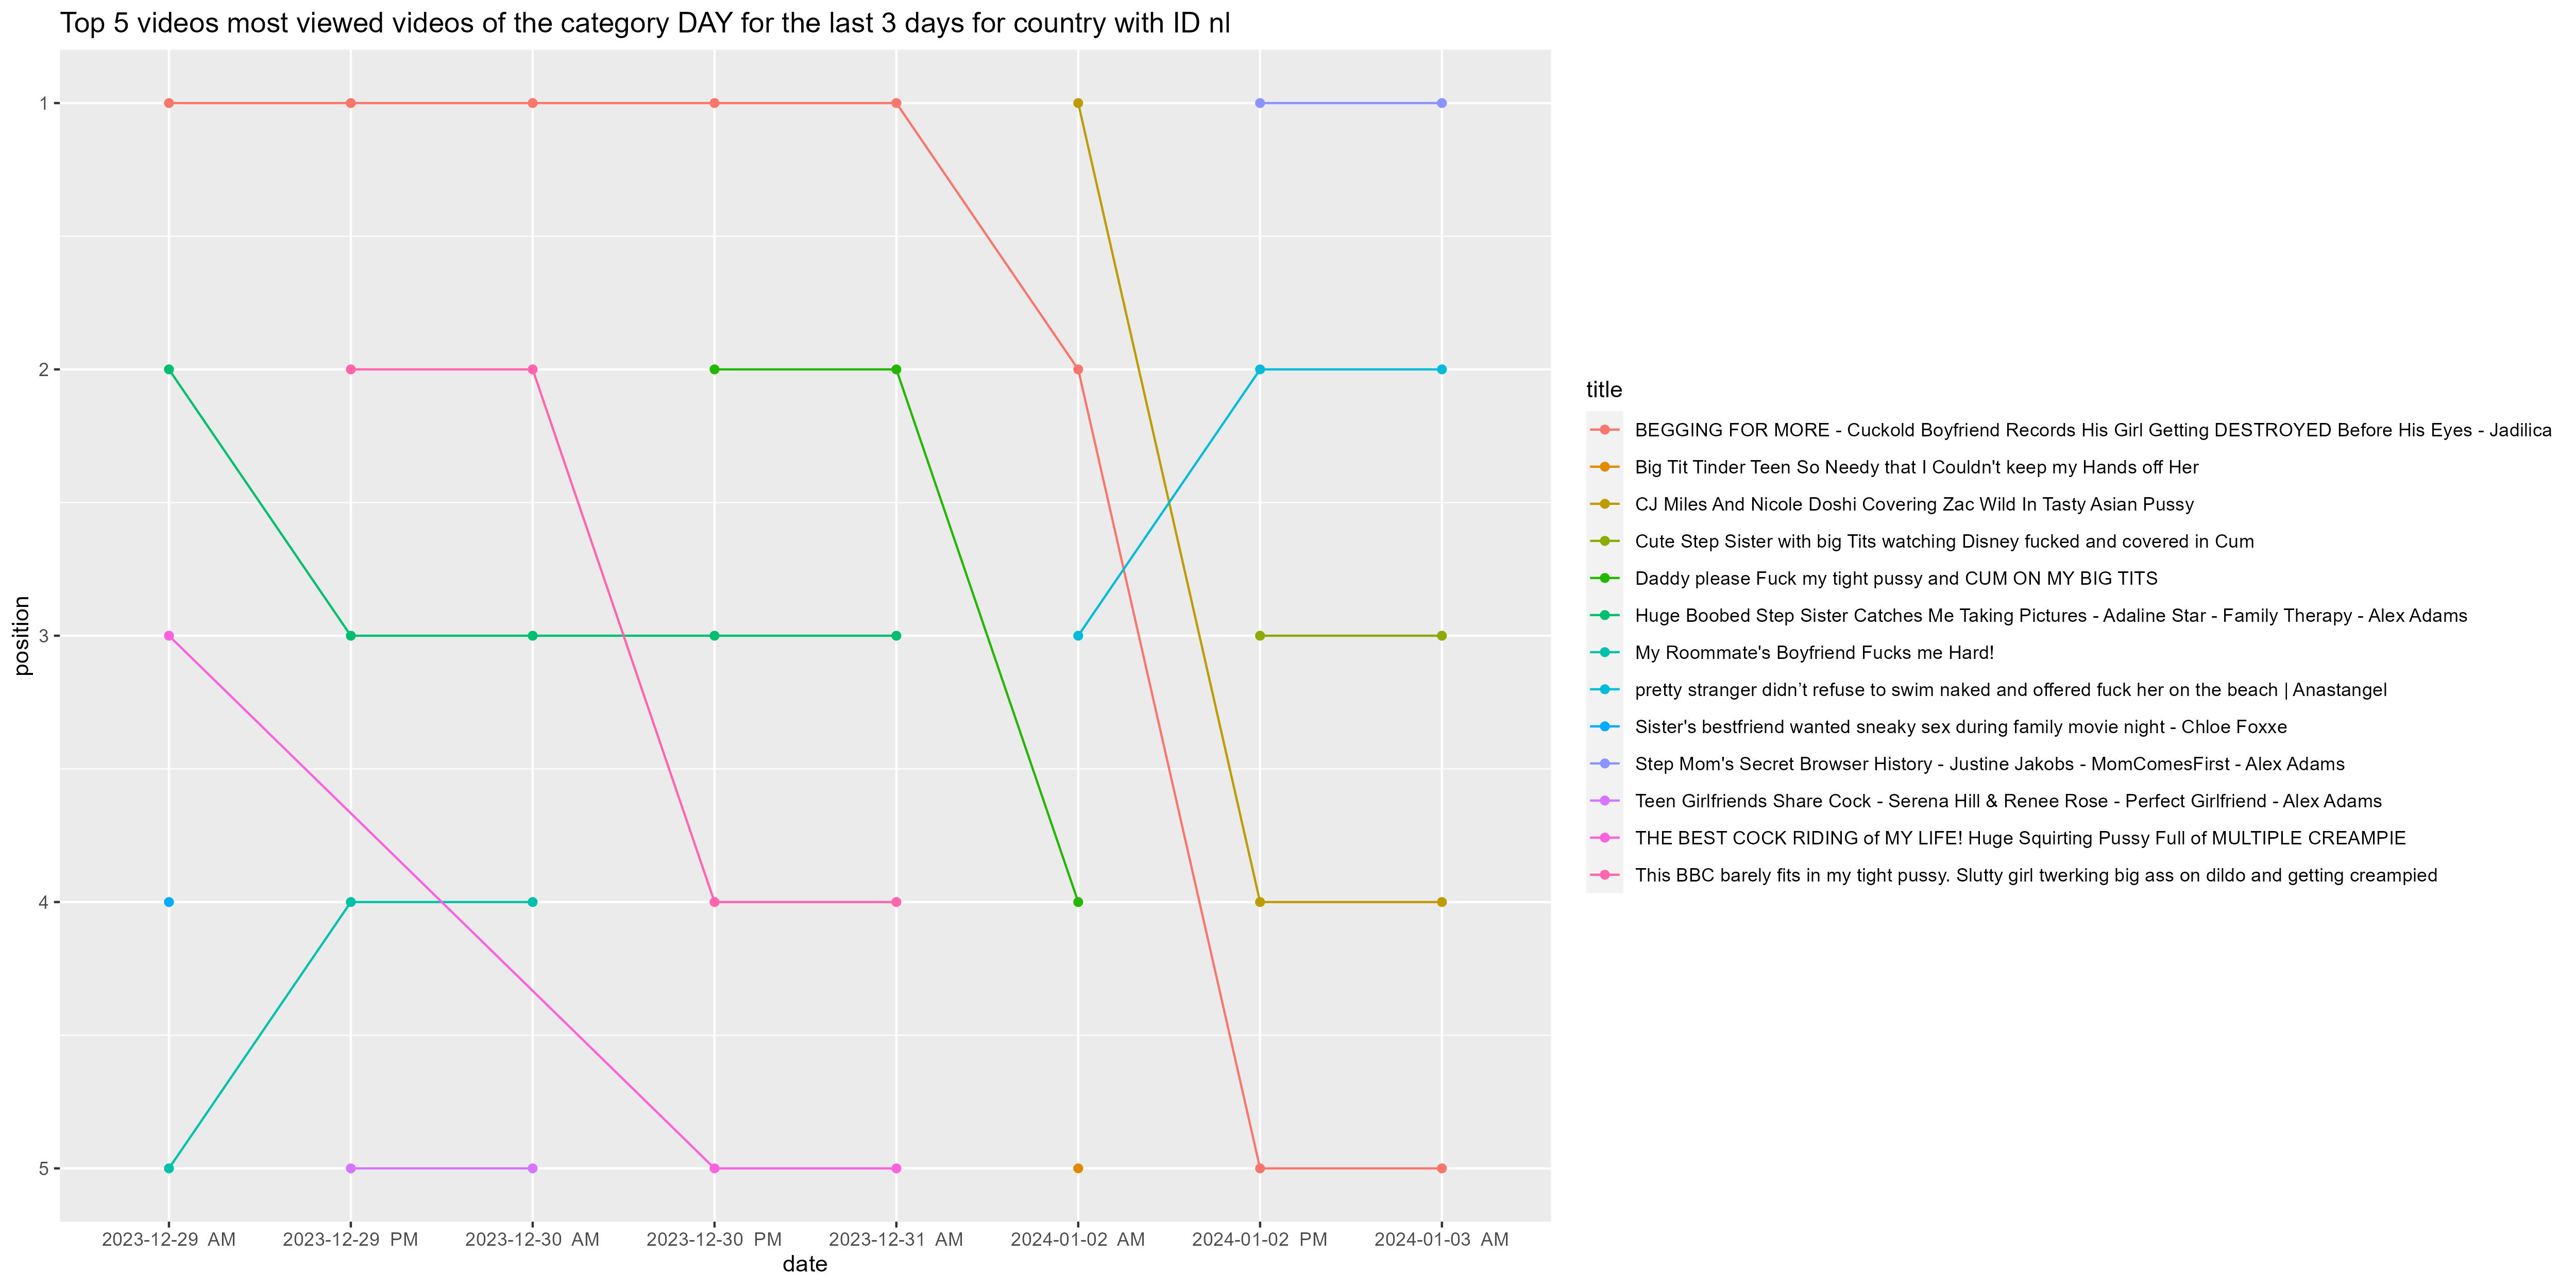 Top 5 videos most viewed videos of the category DAY for the last 3 days for country with ID nl
position
1
2
3
4
5
2023-12-29 AM
2023-12-29 PM
2023-12-30 AM
2023-12-30 PM
2023-12-31 AM
2024-01-02 AM
2024-01-02 PM
2024-01-03 AM
date
title
BEGGING FOR MORE - Cuckold Boyfriend Records His Girl Getting DESTROYED Before His Eyes - Jadilica
Big Tit Tinder Teen So Needy that I Couldn't keep my Hands off Her
CJ Miles And Nicole Doshi Covering Zac Wild In Tasty Asian Pussy
Cute Step Sister with big Tits watching Disney fucked and covered in Cum
Daddy please Fuck my tight pussy and CUM ON MY BIG TITS
Huge Boobed Step Sister Catches Me Taking Pictures - Adaline Star - Family Therapy - Alex Adams
My Roommate's Boyfriend Fucks me Hard!
pretty stranger didn’t refuse to swim naked and offered fuck her on the beach | Anastangel
Sister's bestfriend wanted sneaky sex during family movie night - Chloe Foxxe
Step Mom's Secret Browser History - Justine Jakobs - MomComesFirst - Alex Adams
Teen Girlfriends Share Cock - Serena Hill & Renee Rose - Perfect Girlfriend - Alex Adams
THE BEST COCK RIDING of MY LIFE! Huge Squirting Pussy Full of MULTIPLE CREAMPIE
This BBC barely fits in my tight pussy. Slutty girl twerking big ass on dildo and getting creampied